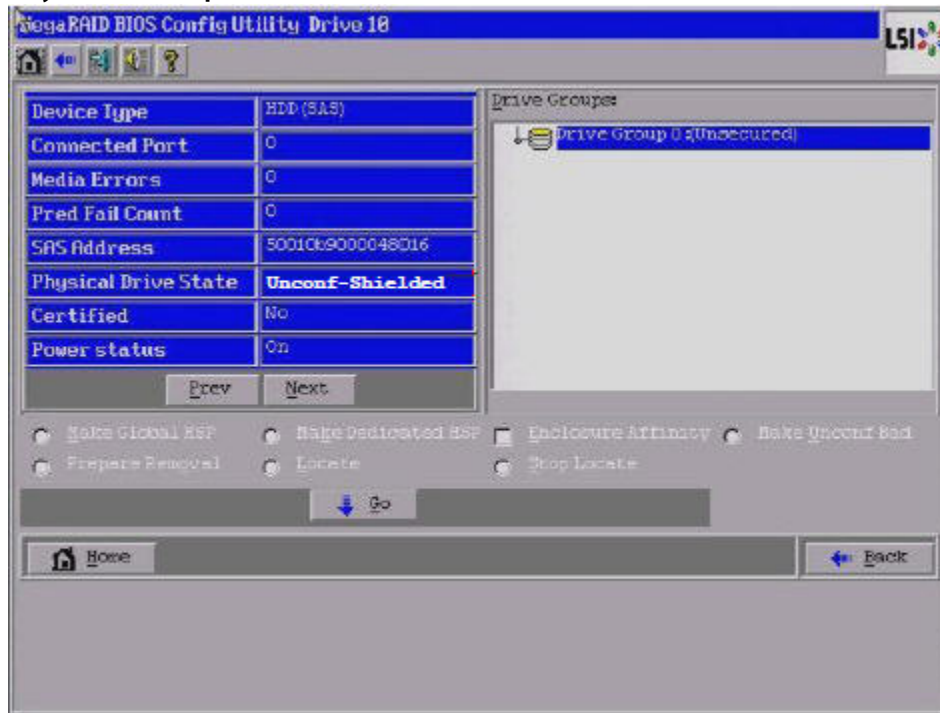 MegaRAID BIOS Config Utility Drive 10
LSI
Device Type HDD (SAS)
Connected Port 0
Media Errors 0
Pred Fail Count 0
SAS Address 50010b9000048016
Physical Drive State Unconf-Shielded
Certified No
Power status On
Prev Next
Drive Groups:
Drive Group 0 :(Unsecured)
Make Global HSP Make Dedicated HSP Enclosure Affinity Make Unconf Bad
Prepare Removal Locate Stop Locate
Go
Home Back